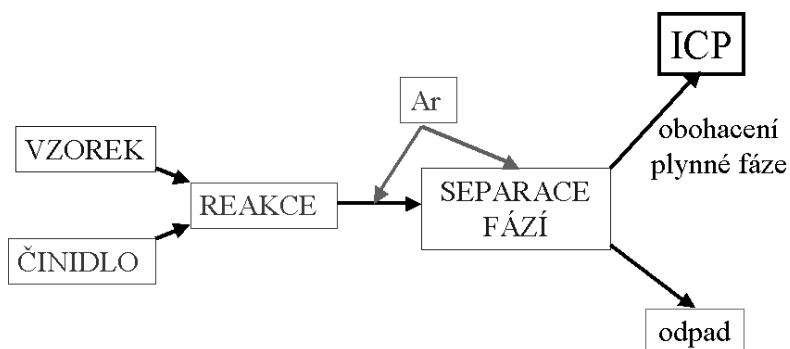 ICP
Ar
obohacení
plynné fáze
VZOREK
REAKCE
SEPARACE
FÁZÍ
ČINIDLO
odpad